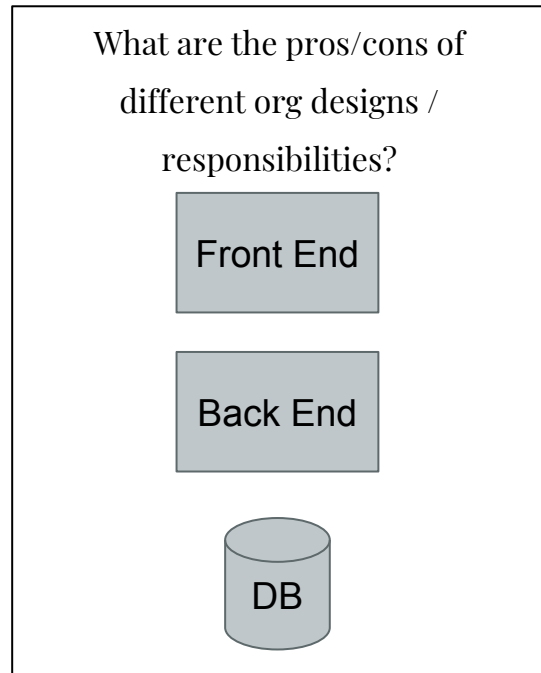 What are the pros/cons of
different org designs /
responsibilities?
Front End
Back End
DB